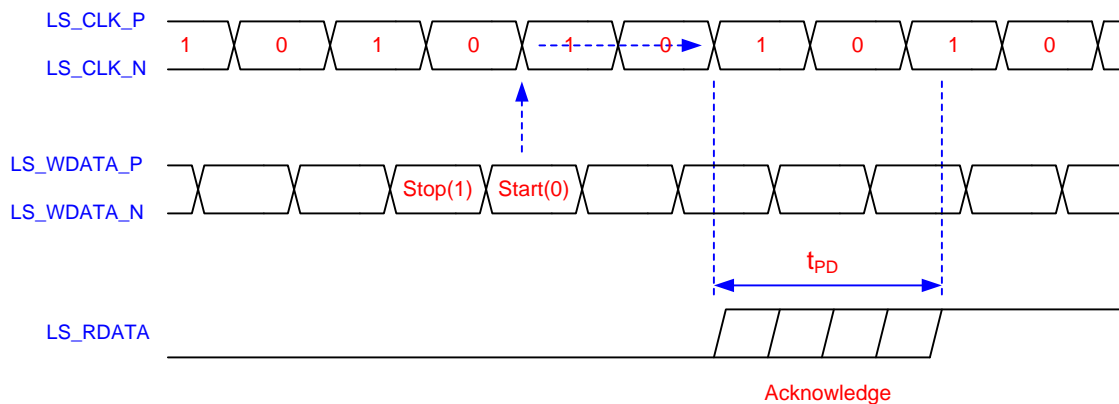 LS_CLK_P
1 0 1 0 1 0 1 0 1 0
LS_CLK_N
LS_WDATA_P
Stop(1) Start(0)
LS_WDATA_N
tPD
LS_RDATA
Acknowledge